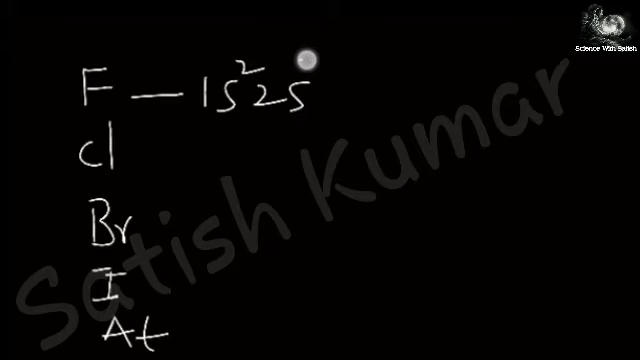 Science With Satish
F — 1s²2s
Cl
Br
I
At
Satish Kumar